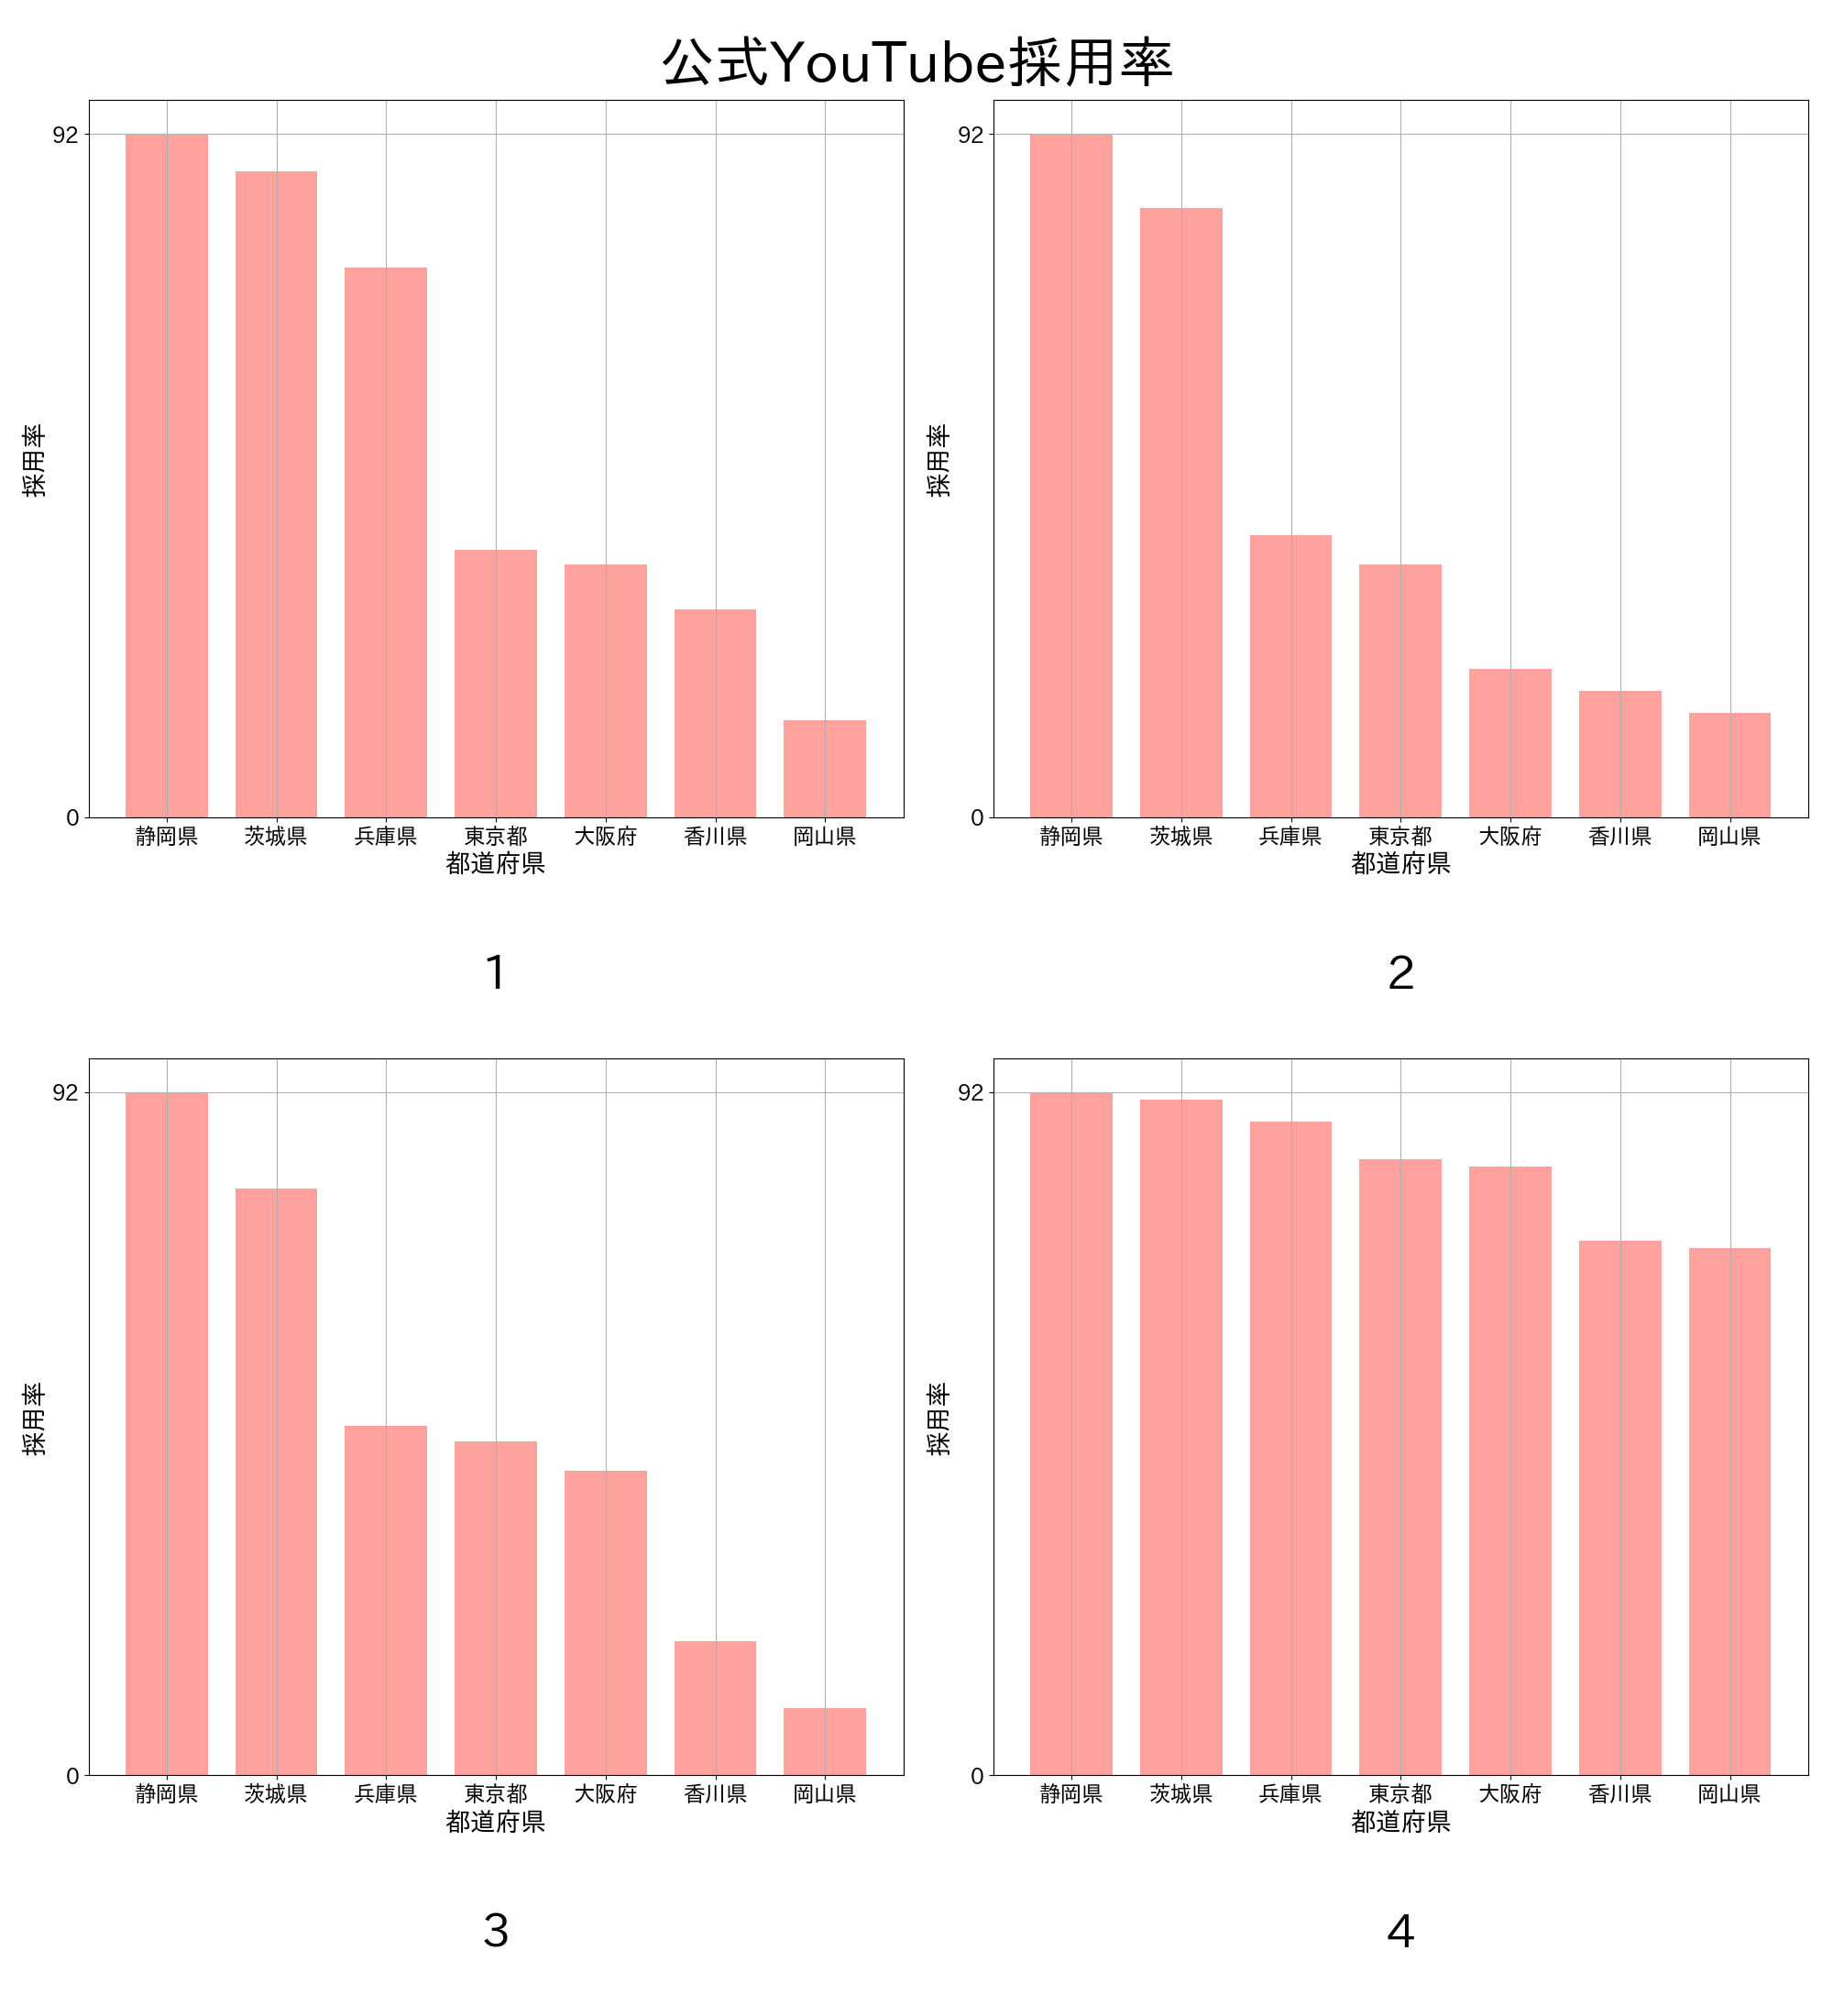 公式YouTube採用率
92
0
採用率
静岡県 茨城県 兵庫県 東京都 大阪府 香川県 岡山県
都道府県
1
92
0
採用率
静岡県 茨城県 兵庫県 東京都 大阪府 香川県 岡山県
都道府県
2
92
0
採用率
静岡県 茨城県 兵庫県 東京都 大阪府 香川県 岡山県
都道府県
3
92
0
採用率
静岡県 茨城県 兵庫県 東京都 大阪府 香川県 岡山県
都道府県
4